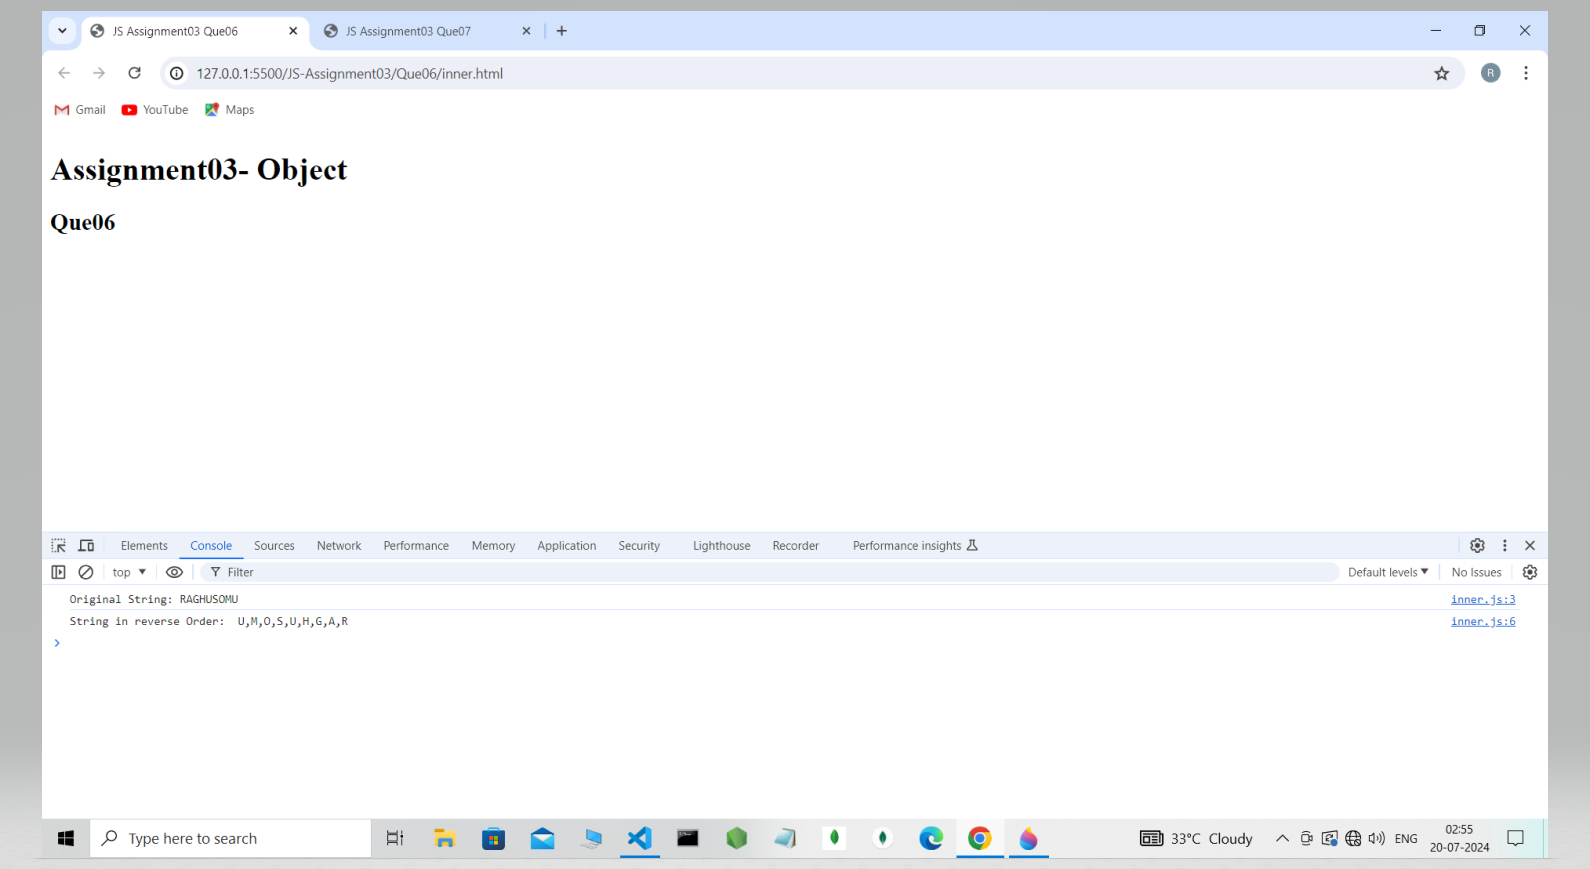 JS Assignment03 Que06
JS Assignment03 Que07
127.0.0.1:5500/JS-Assignment03/Que06/inner.html
R
Gmail
YouTube
Maps
Assignment03- Object
Que06
Elements Console Sources Network Performance Memory Application Security Lighthouse Recorder Performance insights
top Filter Default levels No Issues
Original String: RAGHUSOMU inner.js:3
String in reverse Order:  U,M,O,S,U,H,G,A,R inner.js:6
Type here to search
33°C Cloudy
ENG
02:55
20-07-2024